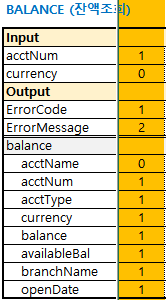 BALANCE (잔액조회)
Input
acctNum 1
currency 0
Output
ErrorCode 1
ErrorMessage 2
balance
acctName 0
acctNum 1
acctType 1
currency 1
balance 1
availableBal 1
branchName 1
openDate 1